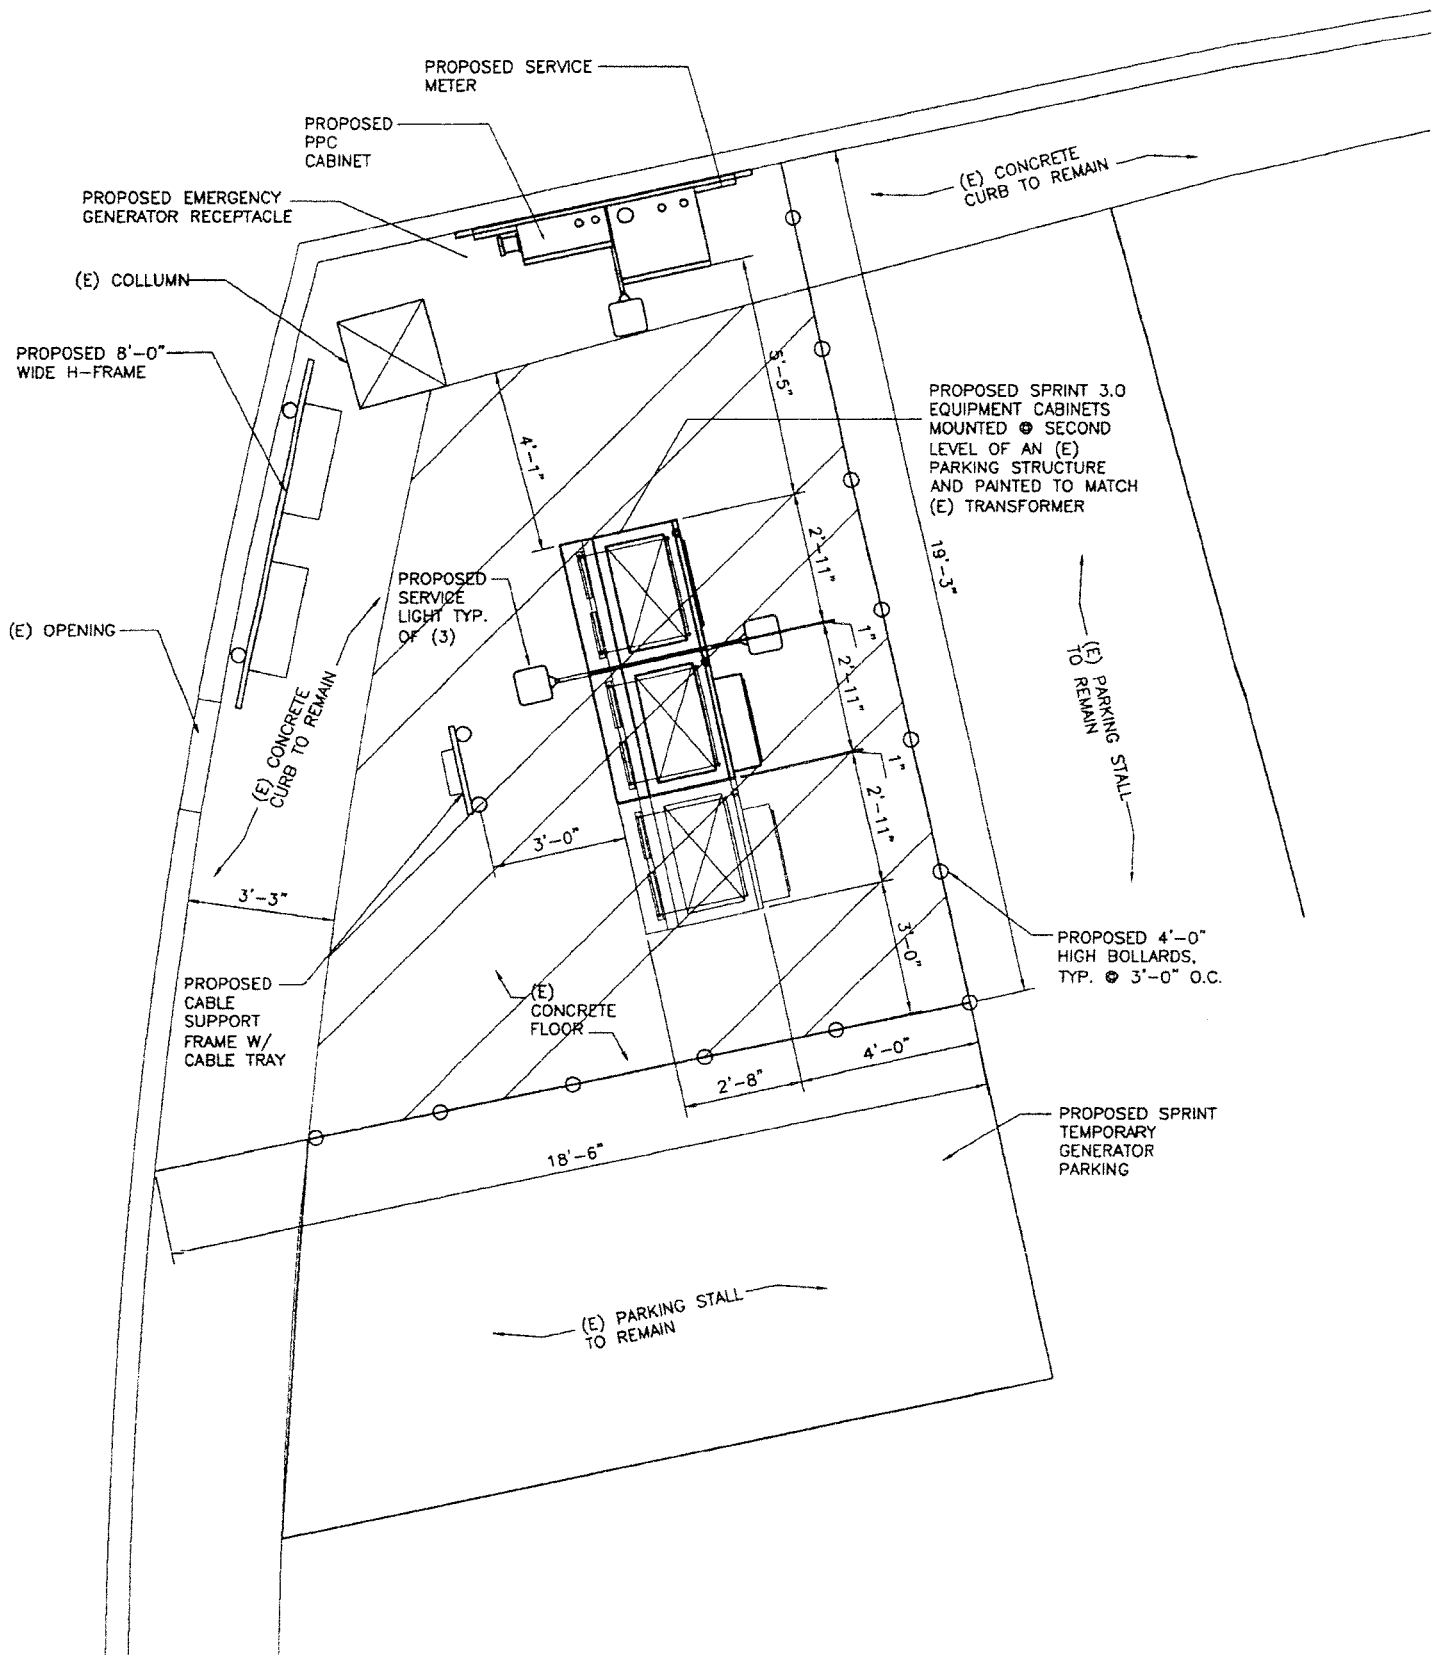 PROPOSED SERVICE
METER
PROPOSED
PPC
CABINET
PROPOSED EMERGENCY
GENERATOR RECEPTACLE
(E) COLLUMN
PROPOSED 8'-0"
WIDE H-FRAME
(E) CONCRETE
CURB TO REMAIN
5'-5"
4'-1"
PROPOSED SPRINT 3.0
EQUIPMENT CABINETS
MOUNTED @ SECOND
LEVEL OF AN (E)
PARKING STRUCTURE
AND PAINTED TO MATCH
(E) TRANSFORMER
2'-11"
19'-3"
PROPOSED
SERVICE
LIGHT TYP.
OF (3)
(E) OPENING
1"
2'-11"
(E) PARKING STALL
TO REMAIN
(E) CONCRETE
CURB TO REMAIN
1"
2'-11"
3'-0"
3'-3"
3'-0"
PROPOSED 4'-0"
HIGH BOLLARDS,
TYP. @ 3'-0" O.C.
PROPOSED
CABLE
SUPPORT
FRAME W/
CABLE TRAY
(E)
CONCRETE
FLOOR
4'-0"
2'-8"
18'-6"
PROPOSED SPRINT
TEMPORARY
GENERATOR
PARKING
(E) PARKING STALL
TO REMAIN